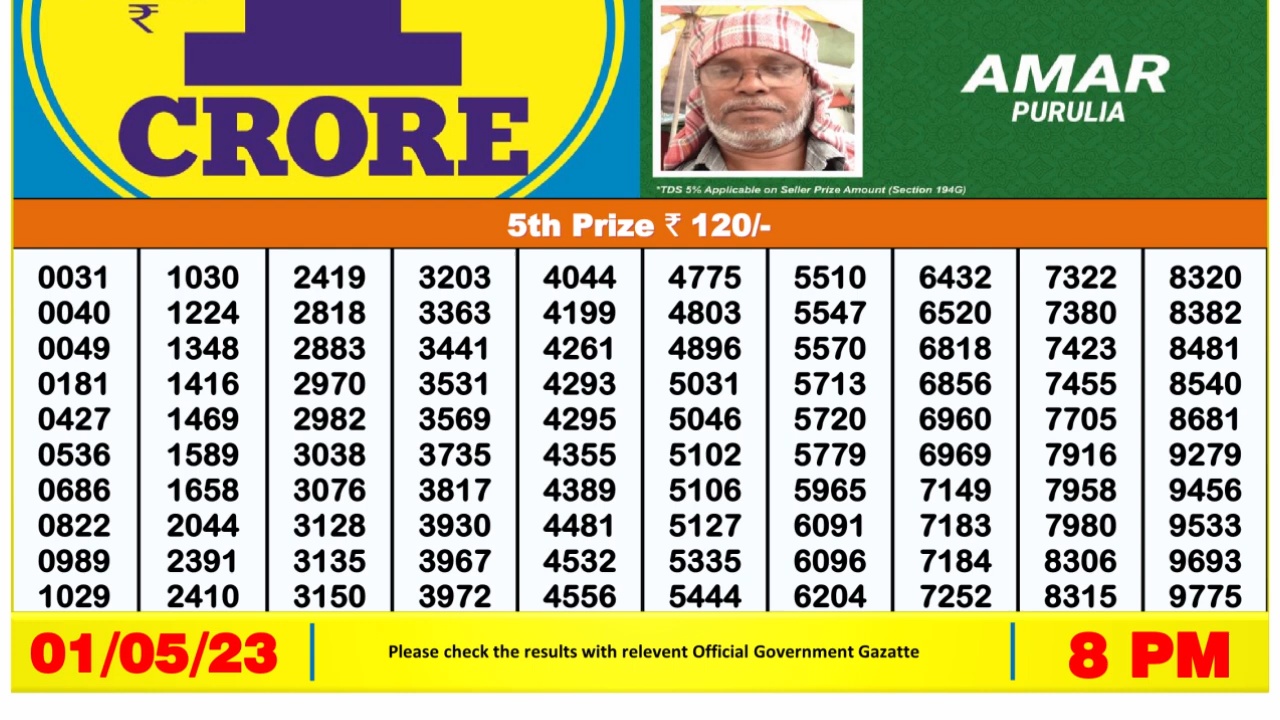 ₹ 1
CRORE
AMAR
PURULIA
*TDS 5% Applicable on Seller Prize Amount (Section 194G)
5th Prize ₹ 120/-
0031 1030 2419 3203 4044 4775 5510 6432 7322 8320
0040 1224 2818 3363 4199 4803 5547 6520 7380 8382
0049 1348 2883 3441 4261 4896 5570 6818 7423 8481
0181 1416 2970 3531 4293 5031 5713 6856 7455 8540
0427 1469 2982 3569 4295 5046 5720 6960 7705 8681
0536 1589 3038 3735 4355 5102 5779 6969 7916 9279
0686 1658 3076 3817 4389 5106 5965 7149 7958 9456
0822 2044 3128 3930 4481 5127 6091 7183 7980 9533
0989 2391 3135 3967 4532 5335 6096 7184 8306 9693
1029 2410 3150 3972 4556 5444 6204 7252 8315 9775
01/05/23
Please check the results with relevent Official Government Gazatte
8 PM